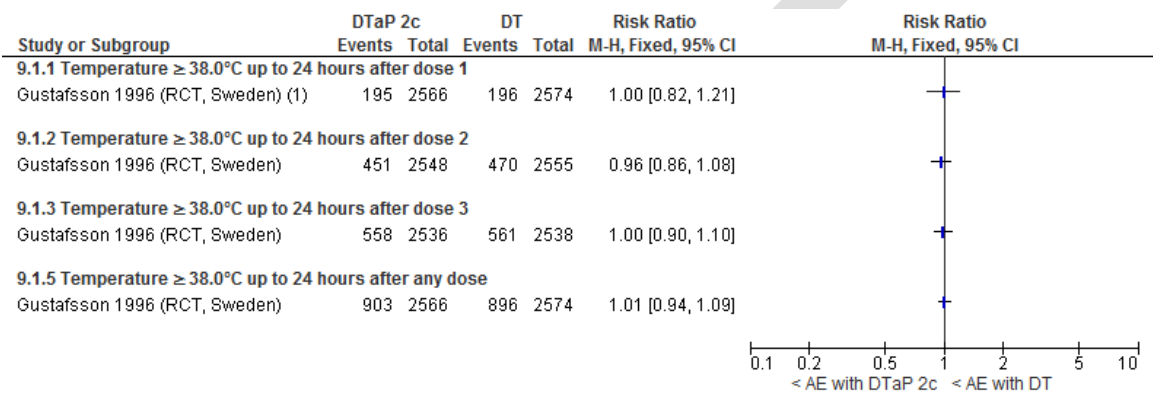 DTaP 2c DT Risk Ratio Risk Ratio
Study or Subgroup Events Total Events Total M-H, Fixed, 95% CI M-H, Fixed, 95% CI
9.1.1 Temperature ≥ 38.0°C up to 24 hours after dose 1
Gustafsson 1996 (RCT, Sweden) (1) 195 2566 196 2574 1.00 [0.82, 1.21]
9.1.2 Temperature ≥ 38.0°C up to 24 hours after dose 2
Gustafsson 1996 (RCT, Sweden) 451 2548 470 2555 0.96 [0.86, 1.08]
9.1.3 Temperature ≥ 38.0°C up to 24 hours after dose 3
Gustafsson 1996 (RCT, Sweden) 558 2536 561 2538 1.00 [0.90, 1.10]
9.1.5 Temperature ≥ 38.0°C up to 24 hours after any dose
Gustafsson 1996 (RCT, Sweden) 903 2566 896 2574 1.01 [0.94, 1.09]
0.1 0.2 0.5 1 2 5 10
< AE with DTaP 2c < AE with DT